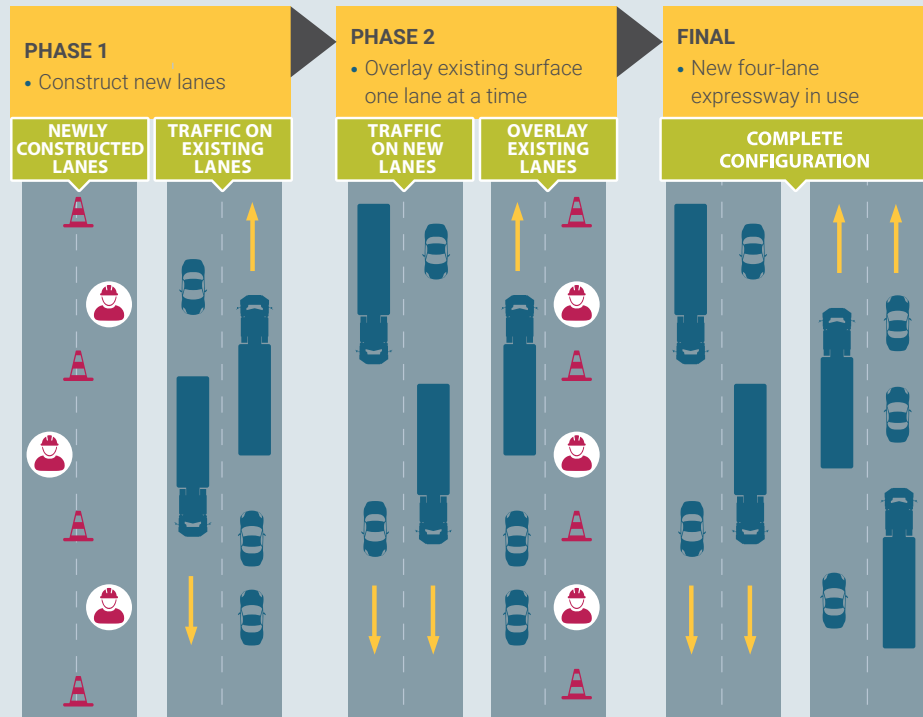 PHASE 1
• Construct new lanes
PHASE 2
• Overlay existing surface
one lane at a time
FINAL
• New four-lane
expressway in use
NEWLY
CONSTRUCTED
LANES
TRAFFIC ON
EXISTING
LANES
TRAFFIC
ON NEW
LANES
OVERLAY
EXISTING
LANES
COMPLETE
CONFIGURATION